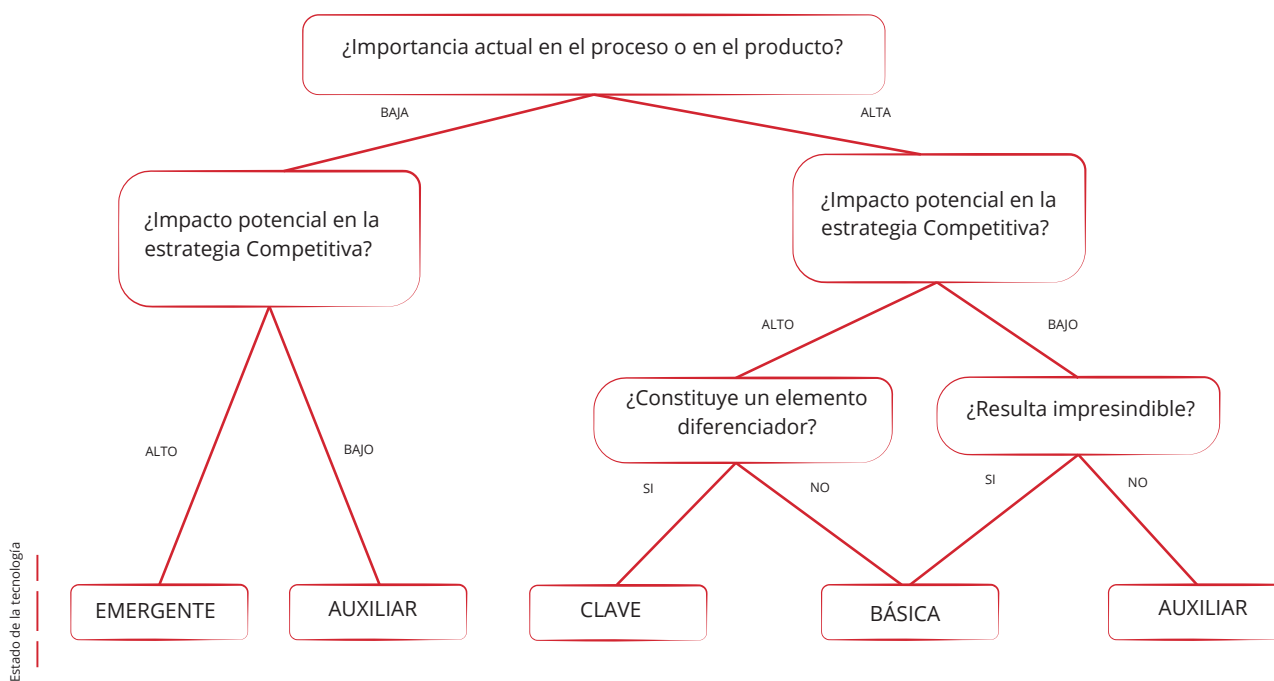 ¿Importancia actual en el proceso o en el producto?
BAJA
ALTA
¿Impacto potencial en la
estrategia Competitiva?
¿Impacto potencial en la
estrategia Competitiva?
ALTO
BAJO
¿Constituye un elemento
diferenciador?
¿Resulta impresindible?
ALTO
BAJO
SI
NO
SI
NO
Estado de la tecnología
EMERGENTE
AUXILIAR
CLAVE
BÁSICA
AUXILIAR